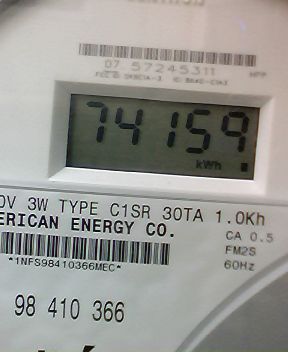 07 57245311
74159
kWh
0V 3W TYPE C1SR 30TA 1.0Kh
ERICAN ENERGY CO.
CA 0.5
FM2S
*1NFS98410366MEC*
60Hz
98 410 366